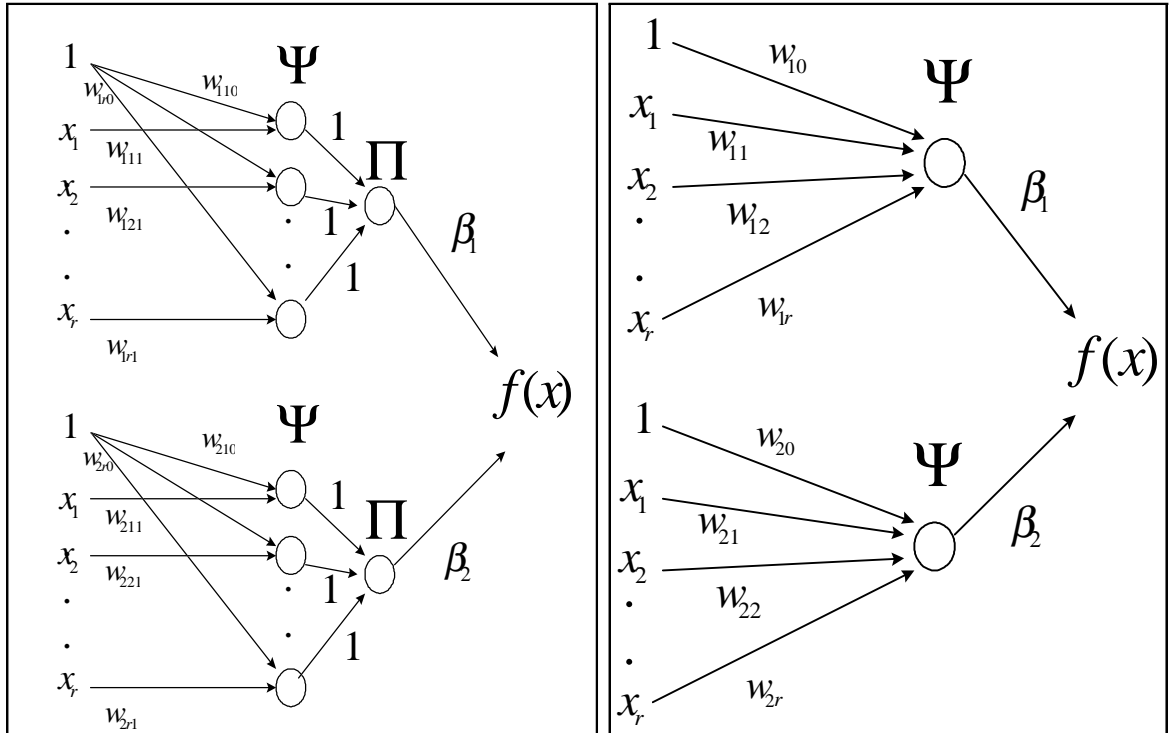 1
Ψ
w₁ᵣ₀
w₁₁₀
x₁
w₁₁₁
1
Π
x₂
w₁₂₁
1
β₁
.
.
.
.
1
xᵣ
w₁ᵣ₁
f(x)
1
Ψ
w₂ᵣ₀
w₂₁₀
x₁
w₂₁₁
1
Π
x₂
w₂₂₁
1
β₂
.
.
.
.
1
xᵣ
w₂ᵣ₁
1
w₁₀
Ψ
x₁
w₁₁
x₂
w₁₂
β₁
.
.
xᵣ
w₁ᵣ
f(x)
1
w₂₀
Ψ
x₁
w₂₁
β₂
x₂
w₂₂
.
.
xᵣ
w₂ᵣ